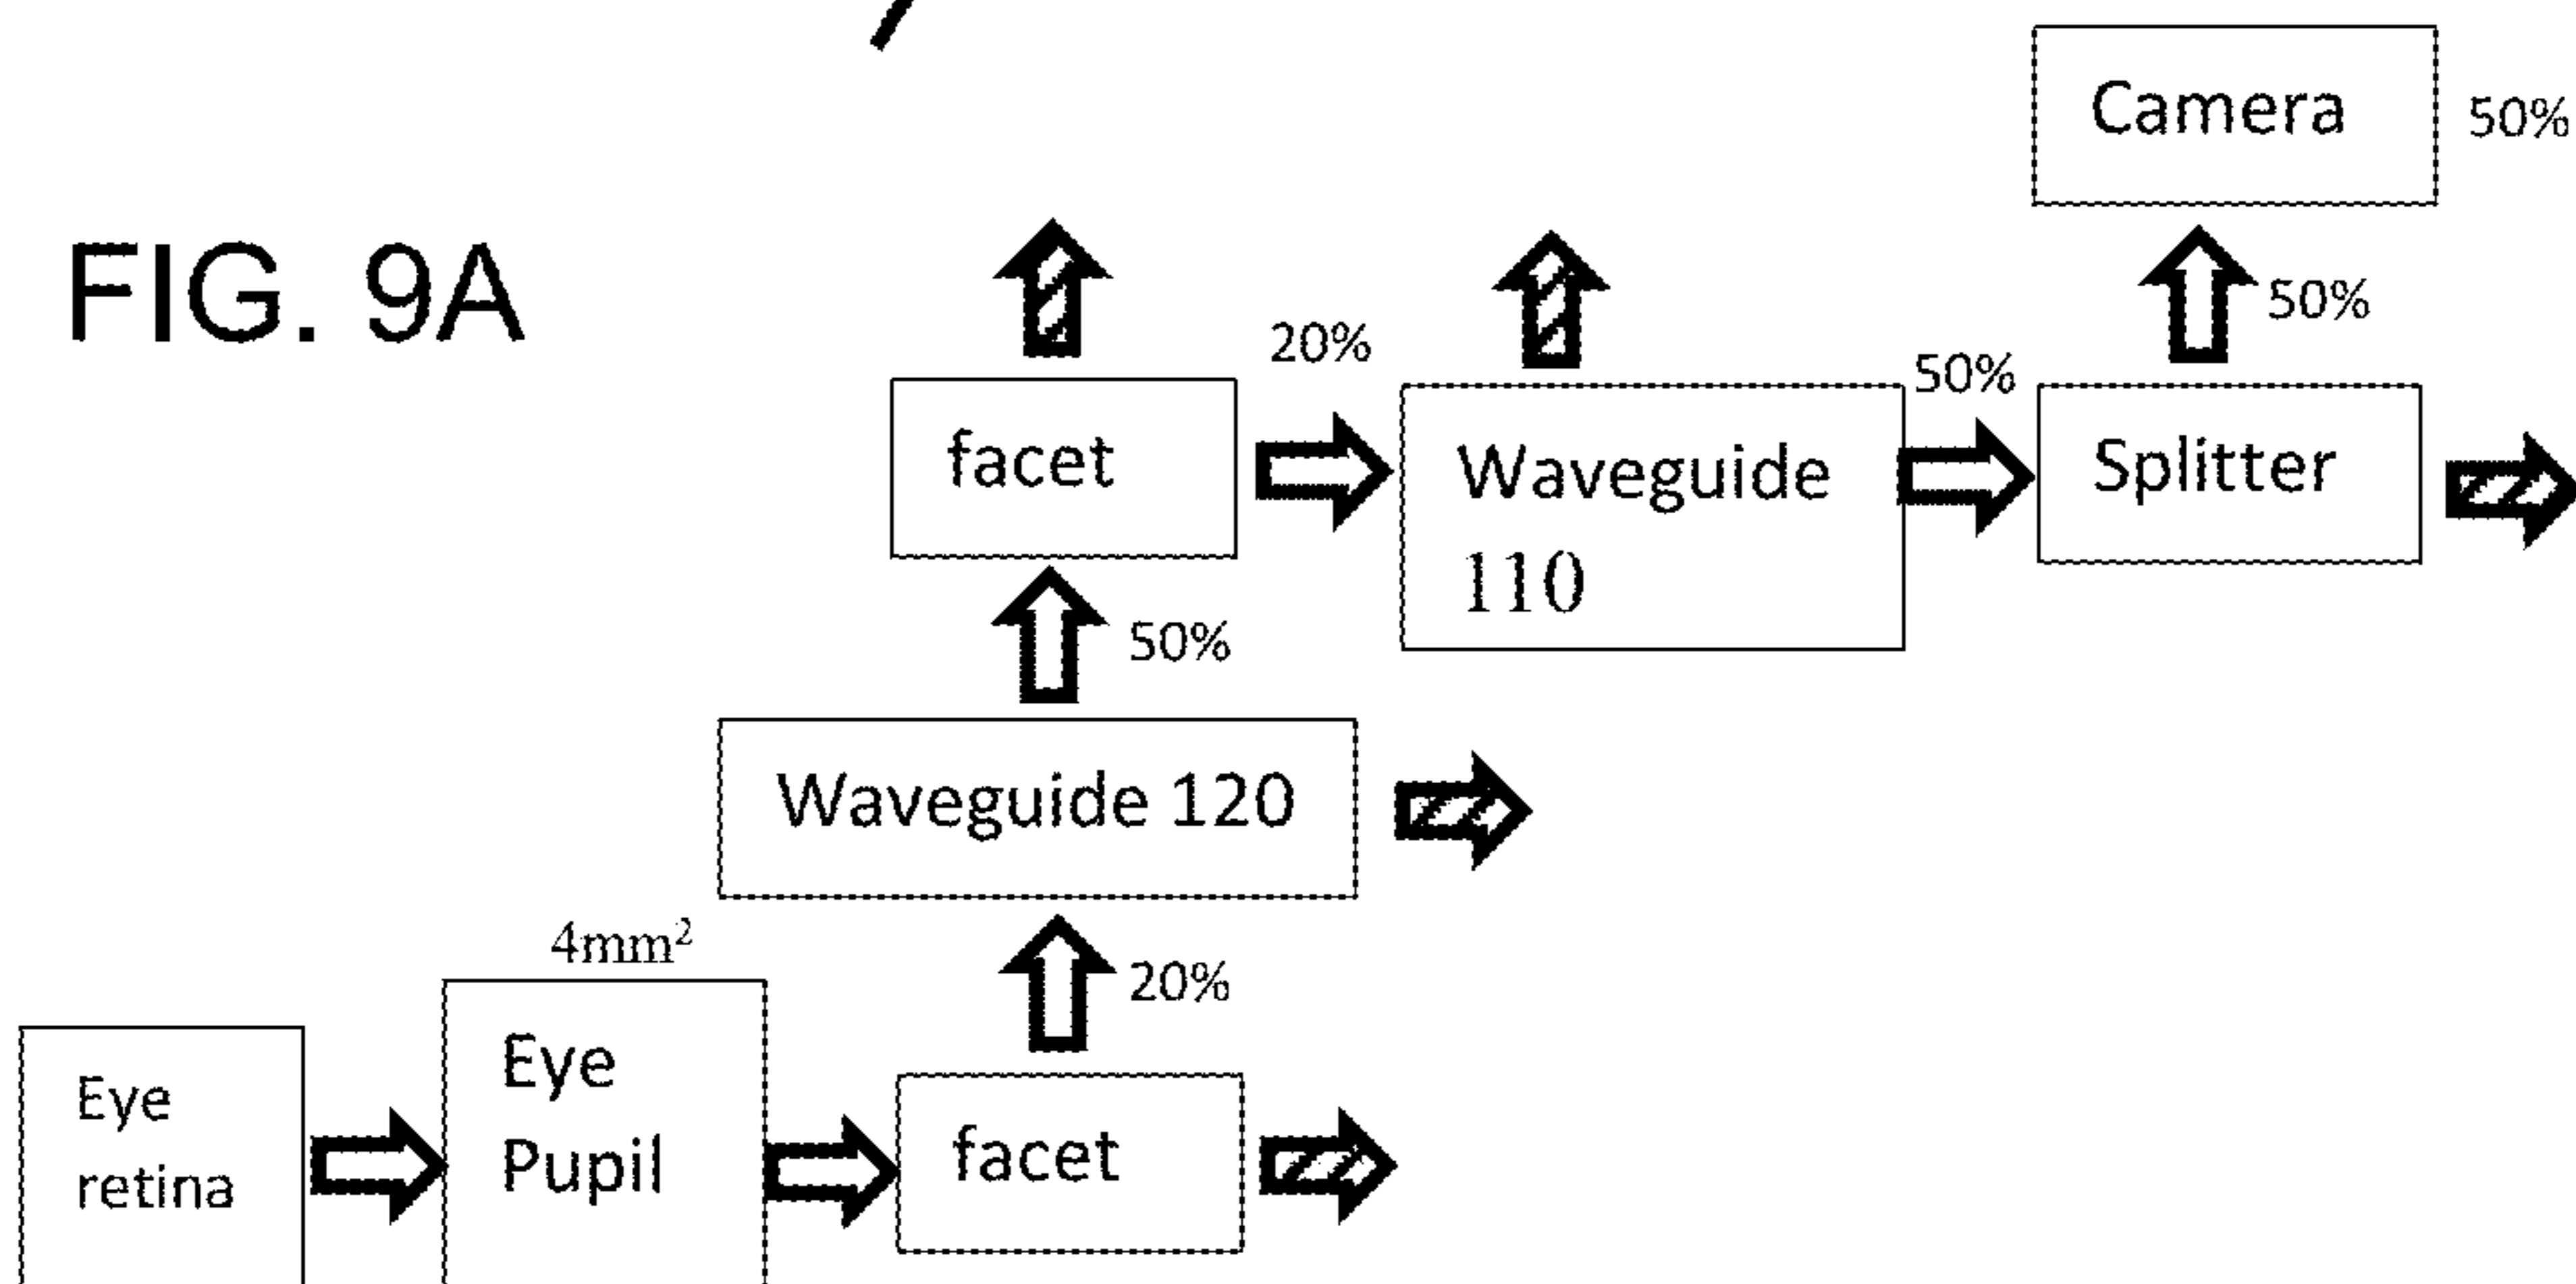 Camera
50%
FIG. 9A
50%
20%
50%
facet
Waveguide
110
Splitter
50%
Waveguide 120
4mm²
20%
Eye
Pupil
facet
Eye
retina